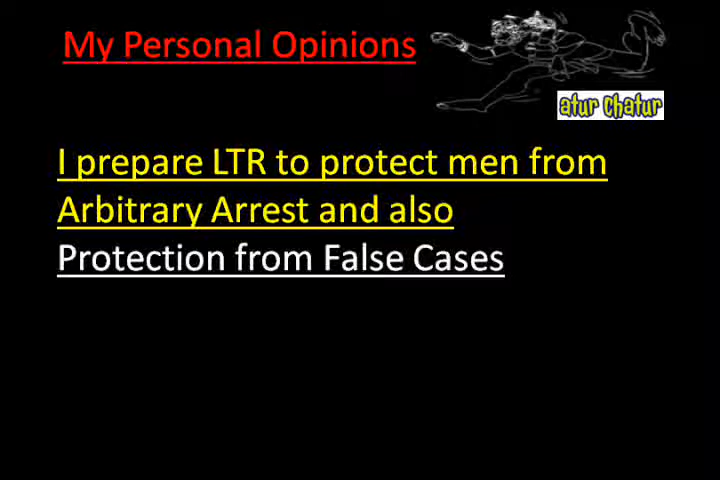 My Personal Opinions
atur chatur
I prepare LTR to protect men from
Arbitrary Arrest and also
Protection from False Cases